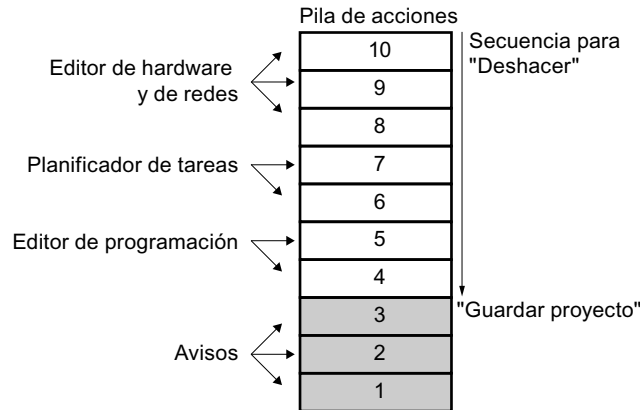 Pila de acciones
Secuencia para
"Deshacer"
10
Editor de hardware
y de redes
9
8
Planificador de tareas
7
6
Editor de programación
5
4
"Guardar proyecto"
3
Avisos
2
1